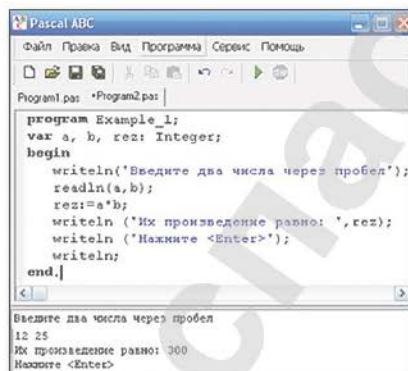 Pascal ABC
Файл Правка Вид Программа Сервис Помощь
Program1.pas •Program2.pas
program Example_1;
var a, b, rez: Integer;
begin
writeln('Введите два числа через пробел');
readln(a,b);
rez:=a*b;
writeln ('Их произведение равно: ',rez);
writeln ('Нажмите <Enter>');
writeln;
end.
Введите два числа через пробел
12 25
Их произведение равно: 300
Нажмите <Enter>
спас